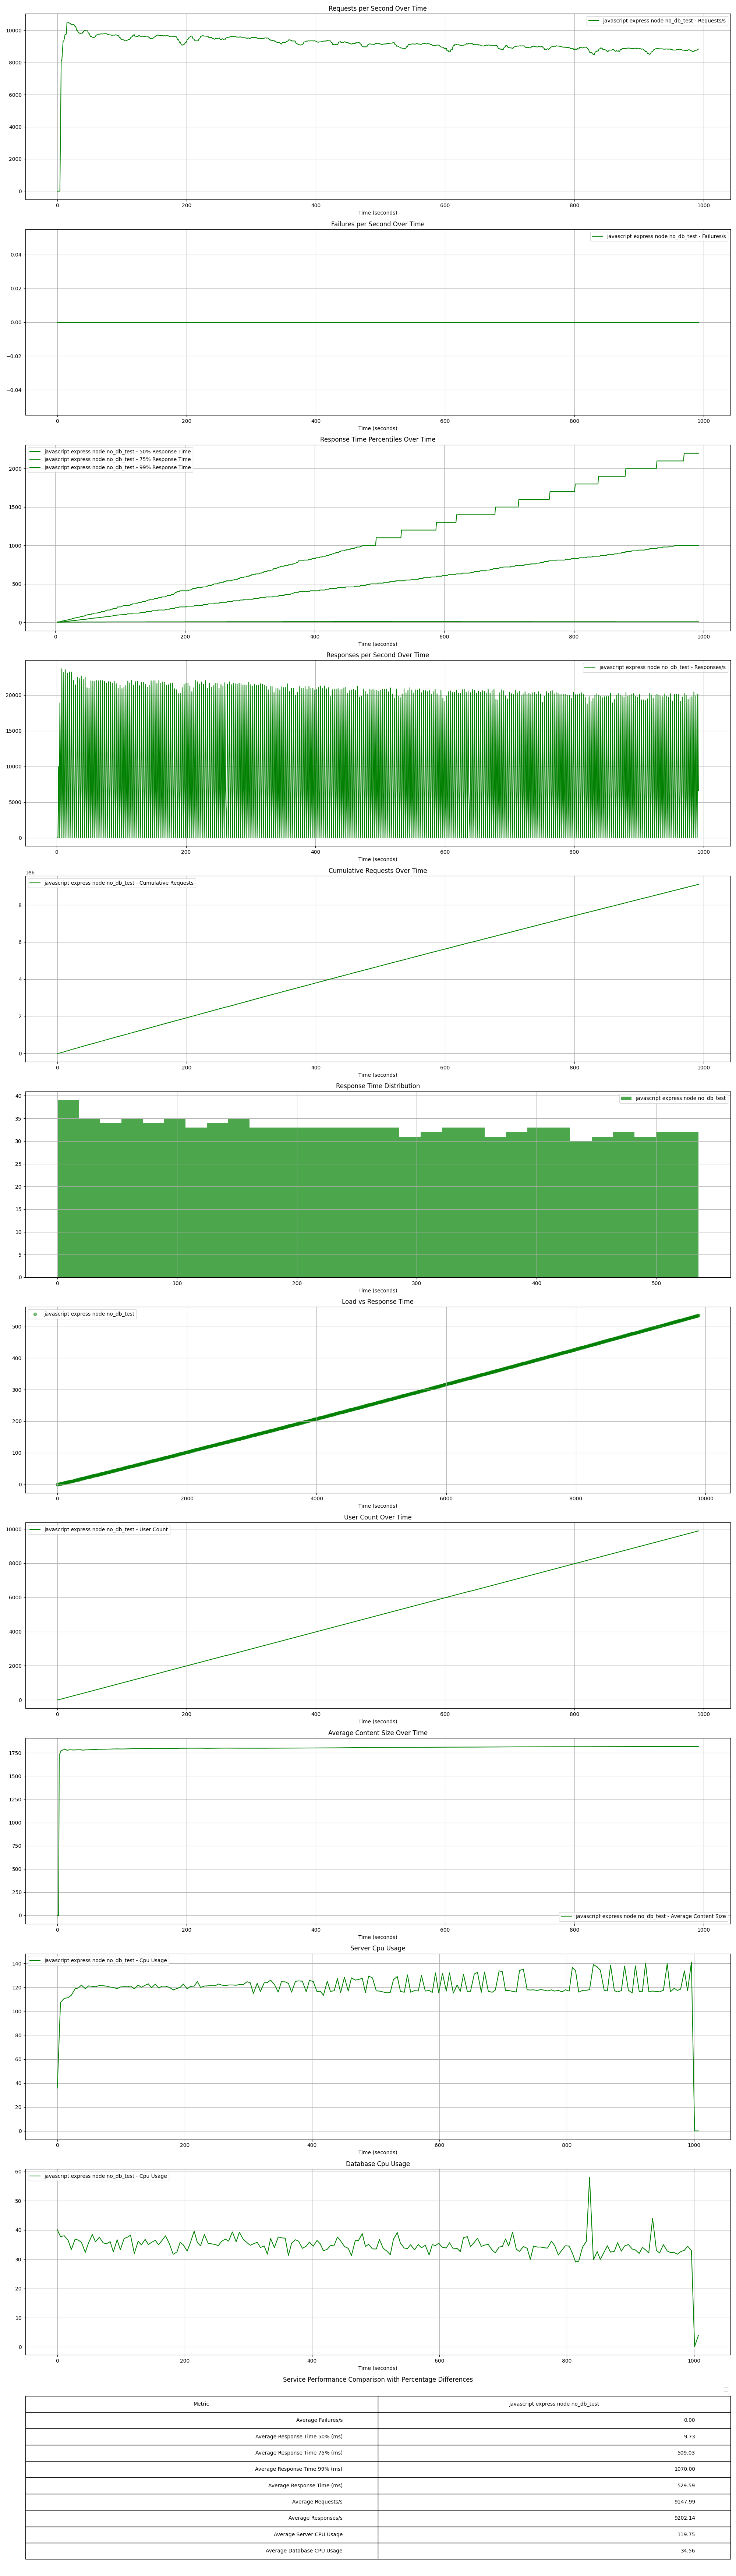 Requests per Second Over Time
javascript express node no_db_test - Requests/s
10000
8000
6000
4000
2000
0
0 200 400 600 800 1000
Time (seconds)
Failures per Second Over Time
javascript express node no_db_test - Failures/s
0.04
0.02
0.00
−0.02
−0.04
0 200 400 600 800 1000
Time (seconds)
Response Time Percentiles Over Time
javascript express node no_db_test - 50% Response Time
javascript express node no_db_test - 75% Response Time
javascript express node no_db_test - 99% Response Time
2000
1500
1000
500
0
0 200 400 600 800 1000
Time (seconds)
Responses per Second Over Time
javascript express node no_db_test - Responses/s
20000
15000
10000
5000
0
0 200 400 600 800 1000
Time (seconds)
Cumulative Requests Over Time
1e6
javascript express node no_db_test - Cumulative Requests
8
6
4
2
0
0 200 400 600 800 1000
Time (seconds)
Response Time Distribution
javascript express node no_db_test
40
35
30
25
20
15
10
5
0
0 100 200 300 400 500
Time (seconds)
Load vs Response Time
javascript express node no_db_test
500
400
300
200
100
0
0 2000 4000 6000 8000 10000
Time (seconds)
User Count Over Time
javascript express node no_db_test - User Count
10000
8000
6000
4000
2000
0
0 200 400 600 800 1000
Time (seconds)
Average Content Size Over Time
1750
1500
1250
1000
750
500
250
0
javascript express node no_db_test - Average Content Size
0 200 400 600 800 1000
Time (seconds)
Server Cpu Usage
javascript express node no_db_test - Cpu Usage
140
120
100
80
60
40
20
0
0 200 400 600 800 1000
Time (seconds)
Database Cpu Usage
javascript express node no_db_test - Cpu Usage
60
50
40
30
20
10
0
0 200 400 600 800 1000
Time (seconds)
Service Performance Comparison with Percentage Differences
Metric javascript express node no_db_test
Average Failures/s 0.00
Average Response Time 50% (ms) 9.73
Average Response Time 75% (ms) 509.03
Average Response Time 99% (ms) 1070.00
Average Response Time (ms) 529.59
Average Requests/s 9147.99
Average Responses/s 9202.14
Average Server CPU Usage 119.75
Average Database CPU Usage 34.56